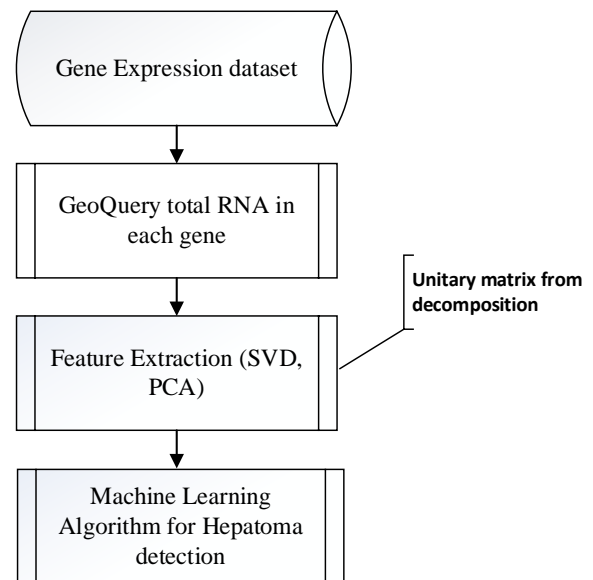 Gene Expression dataset
GeoQuery total RNA in
each gene
Unitary matrix from
decomposition
Feature Extraction (SVD,
PCA)
Machine Learning
Algorithm for Hepatoma
detection